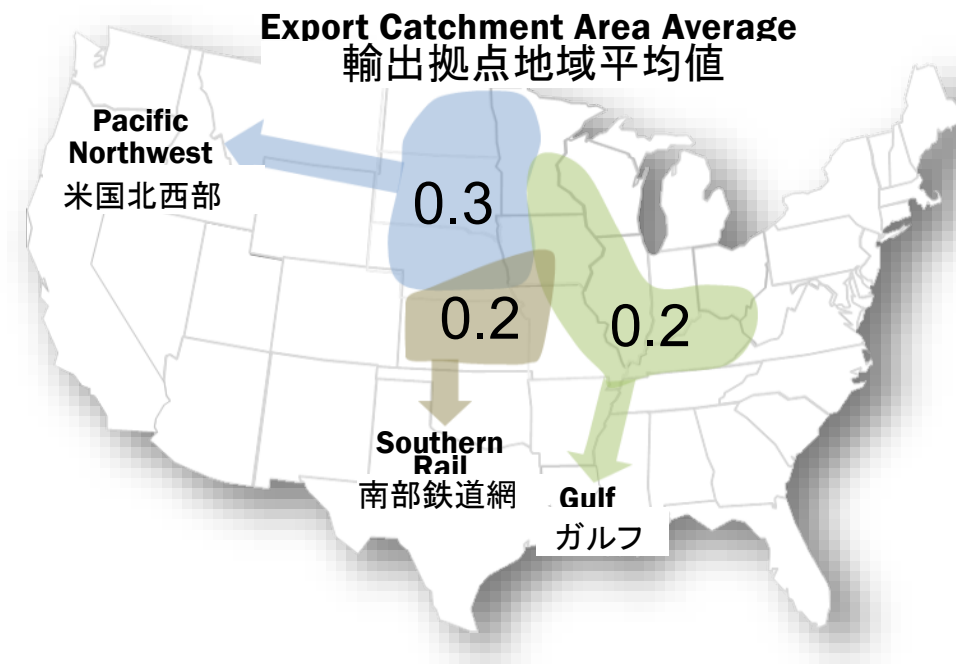 Export Catchment Area Average
輸出拠点地域平均値
Pacific
Northwest
米国北西部
0.3
0.2
0.2
Southern
Rail
南部鉄道網
Gulf
ガルフ